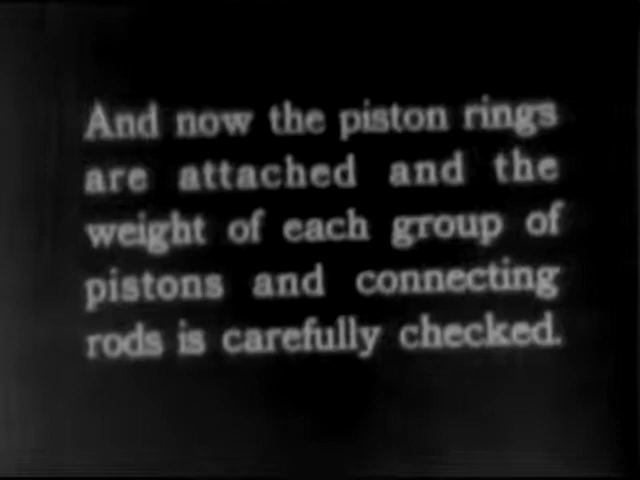 And now the piston rings
are attached and the
weight of each group of
pistons and connecting
rods is carefully checked.